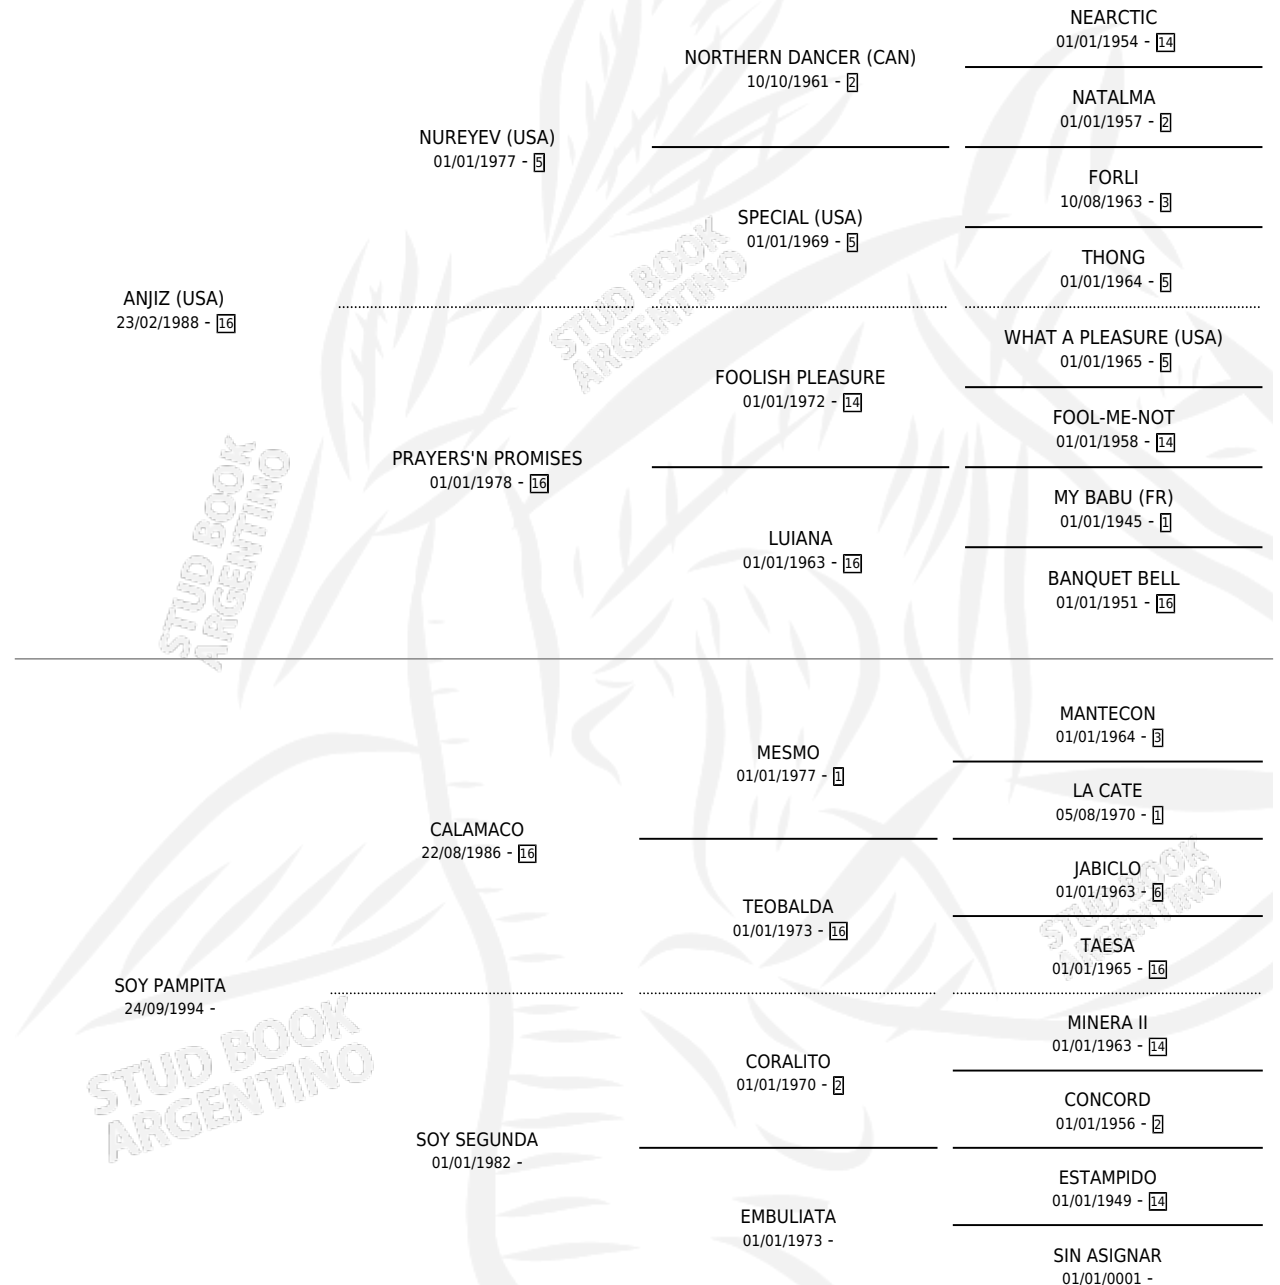 NEARCTIC
01/01/1954 - 14
NORTHERN DANCER (CAN)
10/10/1961 - 2
NATALMA
01/01/1957 - 2
NUREYEV (USA)
01/01/1977 - 5
FORLI
10/08/1963 - 3
SPECIAL (USA)
01/01/1969 - 5
THONG
01/01/1964 - 5
ANJIZ (USA)
23/02/1988 - 16
WHAT A PLEASURE (USA)
01/01/1965 - 5
FOOLISH PLEASURE
01/01/1972 - 14
FOOL-ME-NOT
01/01/1958 - 14
PRAYERS'N PROMISES
01/01/1978 - 16
MY BABU (FR)
01/01/1945 - 1
LUIANA
01/01/1963 - 16
BANQUET BELL
01/01/1951 - 16
MANTECON
01/01/1964 - 3
MESMO
01/01/1977 - 1
LA CATE
05/08/1970 - 1
CALAMACO
22/08/1986 - 16
JABICLO
01/01/1963 - 6
TEOBALDA
01/01/1973 - 16
TAESA
01/01/1965 - 16
SOY PAMPITA
24/09/1994 -
MINERA II
01/01/1963 - 14
CORALITO
01/01/1970 - 2
CONCORD
01/01/1956 - 2
SOY SEGUNDA
01/01/1982 -
ESTAMPIDO
01/01/1949 - 14
EMBULIATA
01/01/1973 -
SIN ASIGNAR
01/01/0001 -
STUD BOOK
ARGENTINO
STUD BOOK
ARGENTINO
STUD BOOK
ARGENTINO
STUD BOOK
ARGENTINO